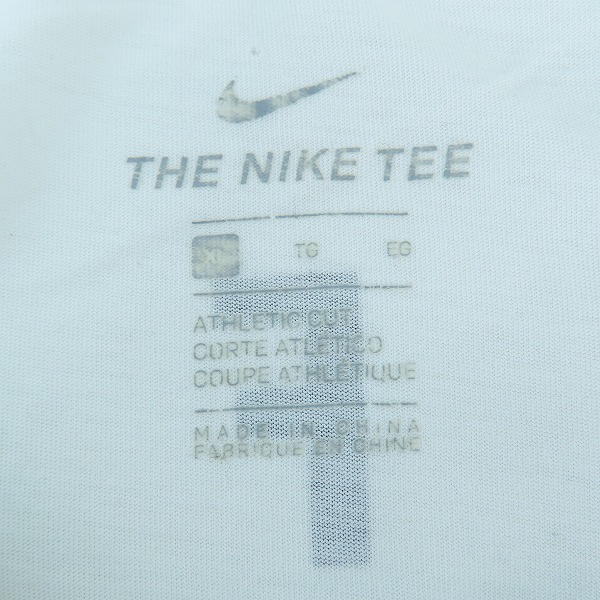 THE NIKE TEE
XL TG EG
ATHLETIC CUT
CORTE ATLÉTICO
COUPE ATHLÉTIQUE
MADE IN CHINA
FABRIQUÉ EN CHINE